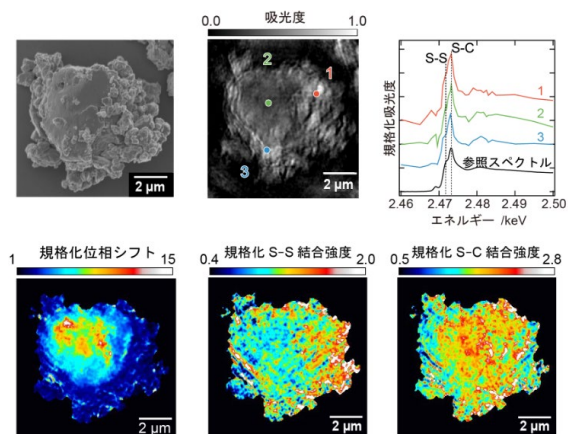 吸光度
0.0 1.0
1
2
3
2 µm
2 µm
S-S
S-C
1
2
3
参照スペクトル
規格化吸光度
2.46 2.47 2.48 2.49 2.50
エネルギー /keV
規格化位相シフト
1 15
2 µm
規格化 S-S 結合強度
0.4 2.0
2 µm
規格化 S-C 結合強度
0.5 2.8
2 µm